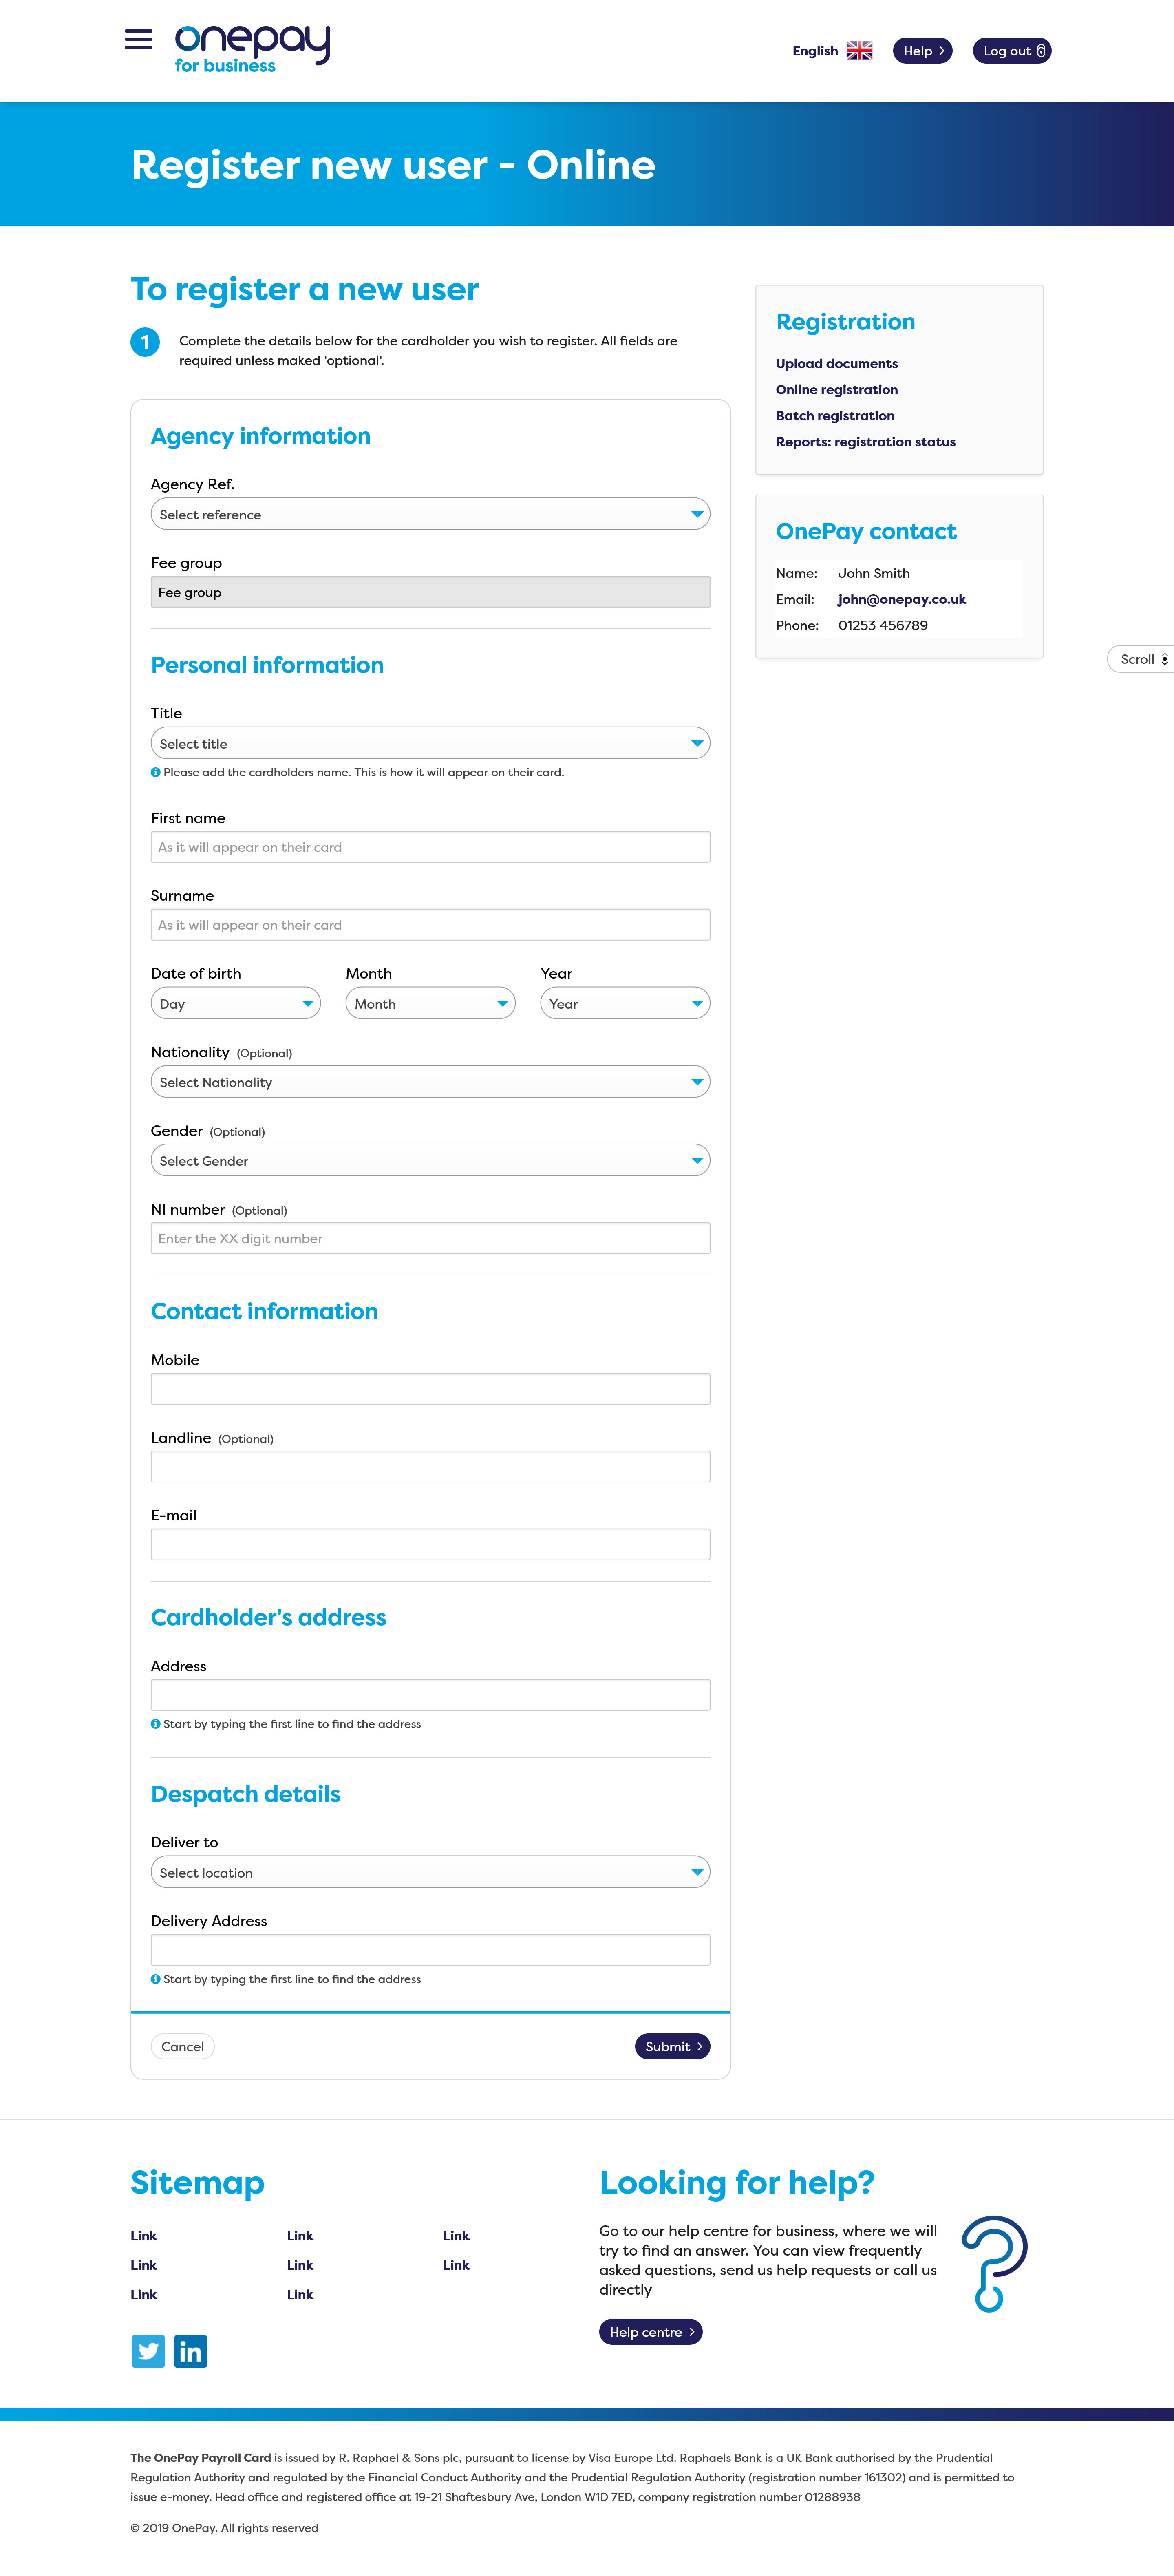 onepay
for business
English
Help
Log out
Register new user - Online
To register a new user
1
Complete the details below for the cardholder you wish to register. All fields are
required unless maked 'optional'.
Agency information
Agency Ref.
Select reference
Fee group
Fee group
Personal information
Title
Select title
Please add the cardholders name. This is how it will appear on their card.
First name
As it will appear on their card
Surname
As it will appear on their card
Date of birth Month Year
Day Month Year
Nationality (Optional)
Select Nationality
Gender (Optional)
Select Gender
NI number (Optional)
Enter the XX digit number
Contact information
Mobile
Landline (Optional)
E-mail
Cardholder's address
Address
Start by typing the first line to find the address
Despatch details
Deliver to
Select location
Delivery Address
Start by typing the first line to find the address
Cancel
Submit
Registration
Upload documents
Online registration
Batch registration
Reports: registration status
OnePay contact
Name: John Smith
Email: john@onepay.co.uk
Phone: 01253 456789
Scroll
Sitemap
Link Link Link
Link Link Link
Link Link
in
Looking for help?
Go to our help centre for business, where we will
try to find an answer. You can view frequently
asked questions, send us help requests or call us
directly
Help centre
The OnePay Payroll Card is issued by R. Raphael & Sons plc, pursuant to license by Visa Europe Ltd. Raphaels Bank is a UK Bank authorised by the Prudential
Regulation Authority and regulated by the Financial Conduct Authority and the Prudential Regulation Authority (registration number 161302) and is permitted to
issue e-money. Head office and registered office at 19-21 Shaftesbury Ave, London W1D 7ED, company registration number 01288938
© 2019 OnePay. All rights reserved